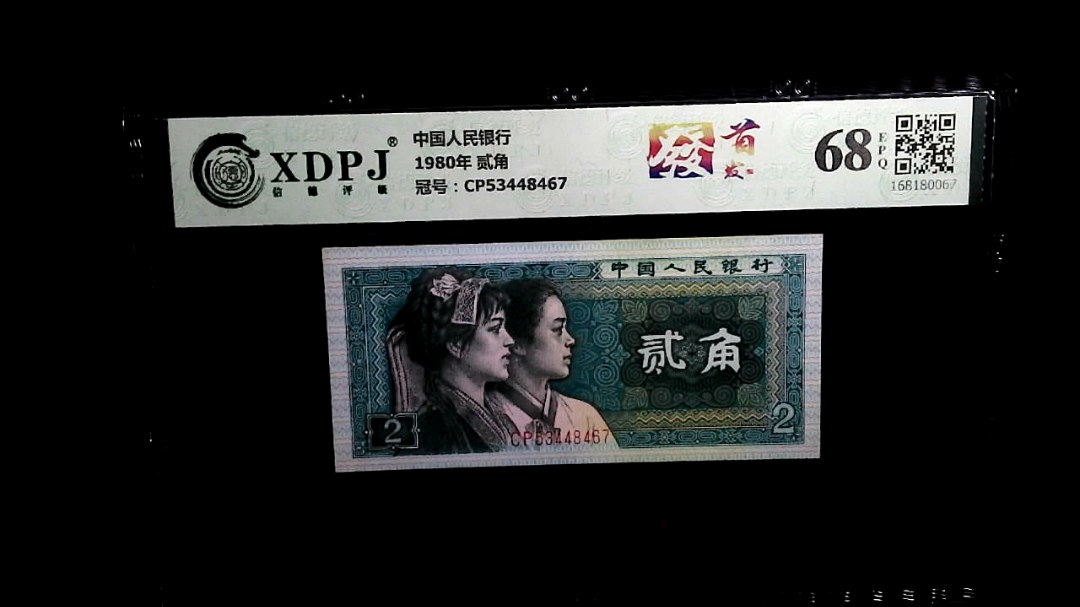 XDPJ®
信德评级
中国人民银行
1980年 贰角
冠号：CP53448467
首发
68
EPQ
168180067
中国人民银行
贰角
2
2
CP53448467